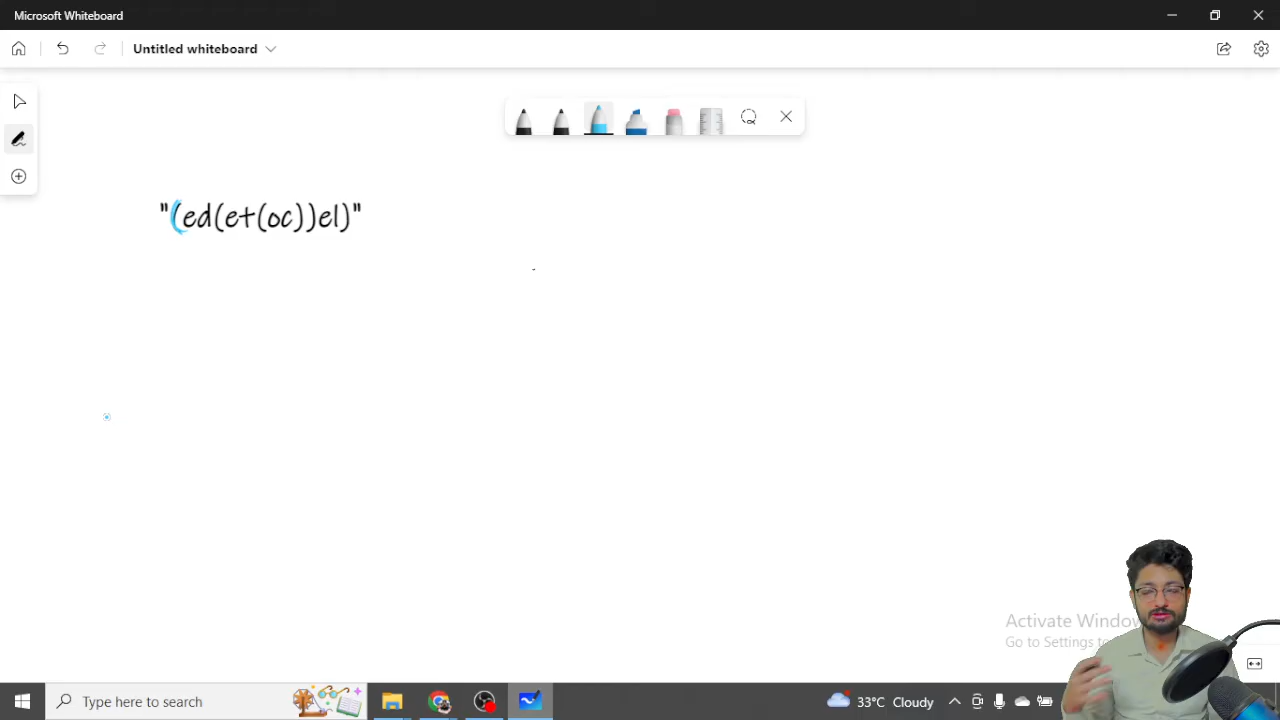 Microsoft Whiteboard
Untitled whiteboard
"(ed(et(oc))el)"
Activate Window
Go to Settings to
Type here to search
33°C Cloudy